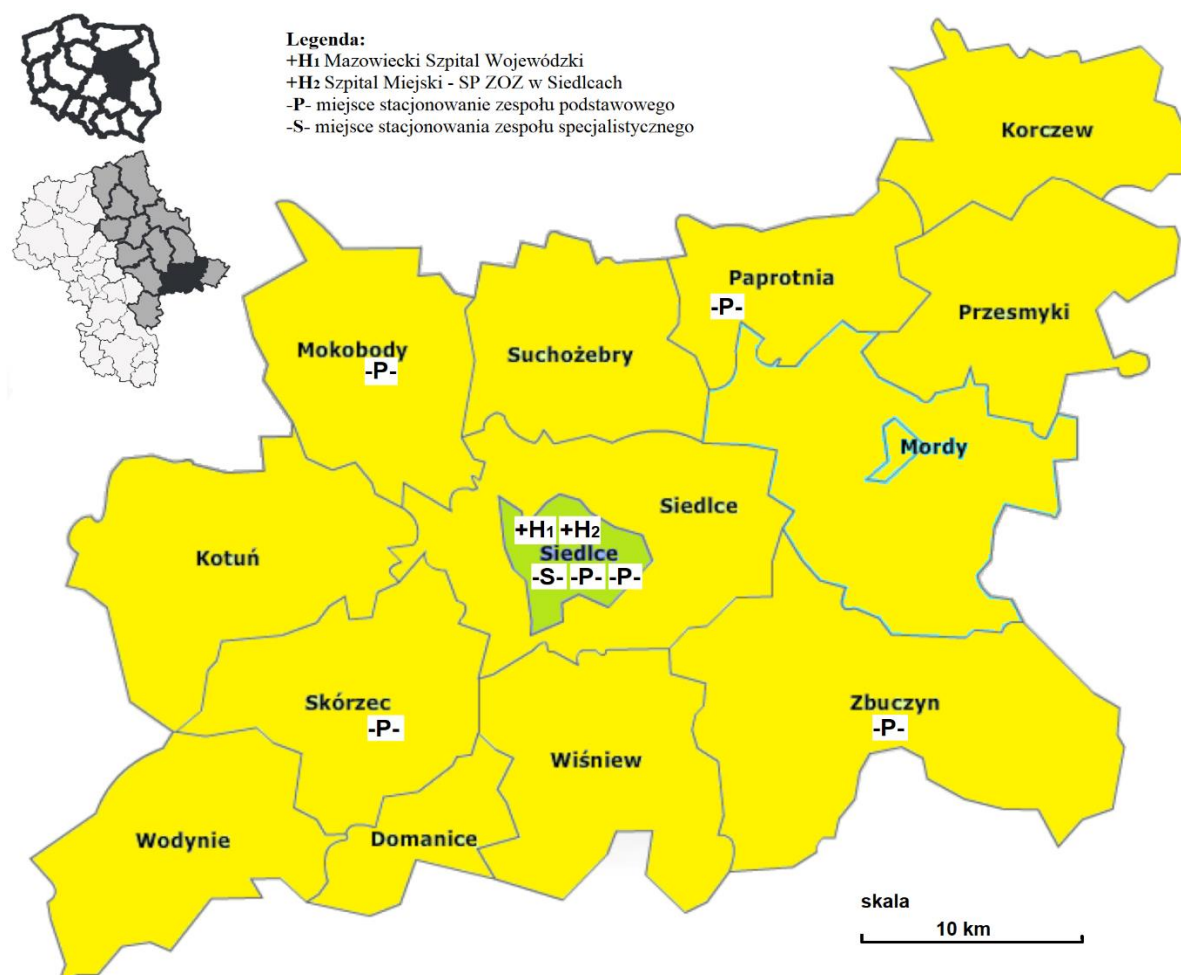 Legenda:
+H1 Mazowiecki Szpital Wojewódzki
+H2 Szpital Miejski - SP ZOZ w Siedlcach
-P- miejsce stacjonowanie zespołu podstawowego
-S- miejsce stacjonowania zespołu specjalistycznego
Korczew
Paprotnia
-P-
Przesmyki
Mokobody
-P-
Suchożebry
Mordy
Siedlce
+H1 +H2
Siedlce
-S- -P- -P-
Kotuń
Skórzec
-P-
Zbuczyn
-P-
Wiśniew
Wodynie
Domanice
skala
10 km